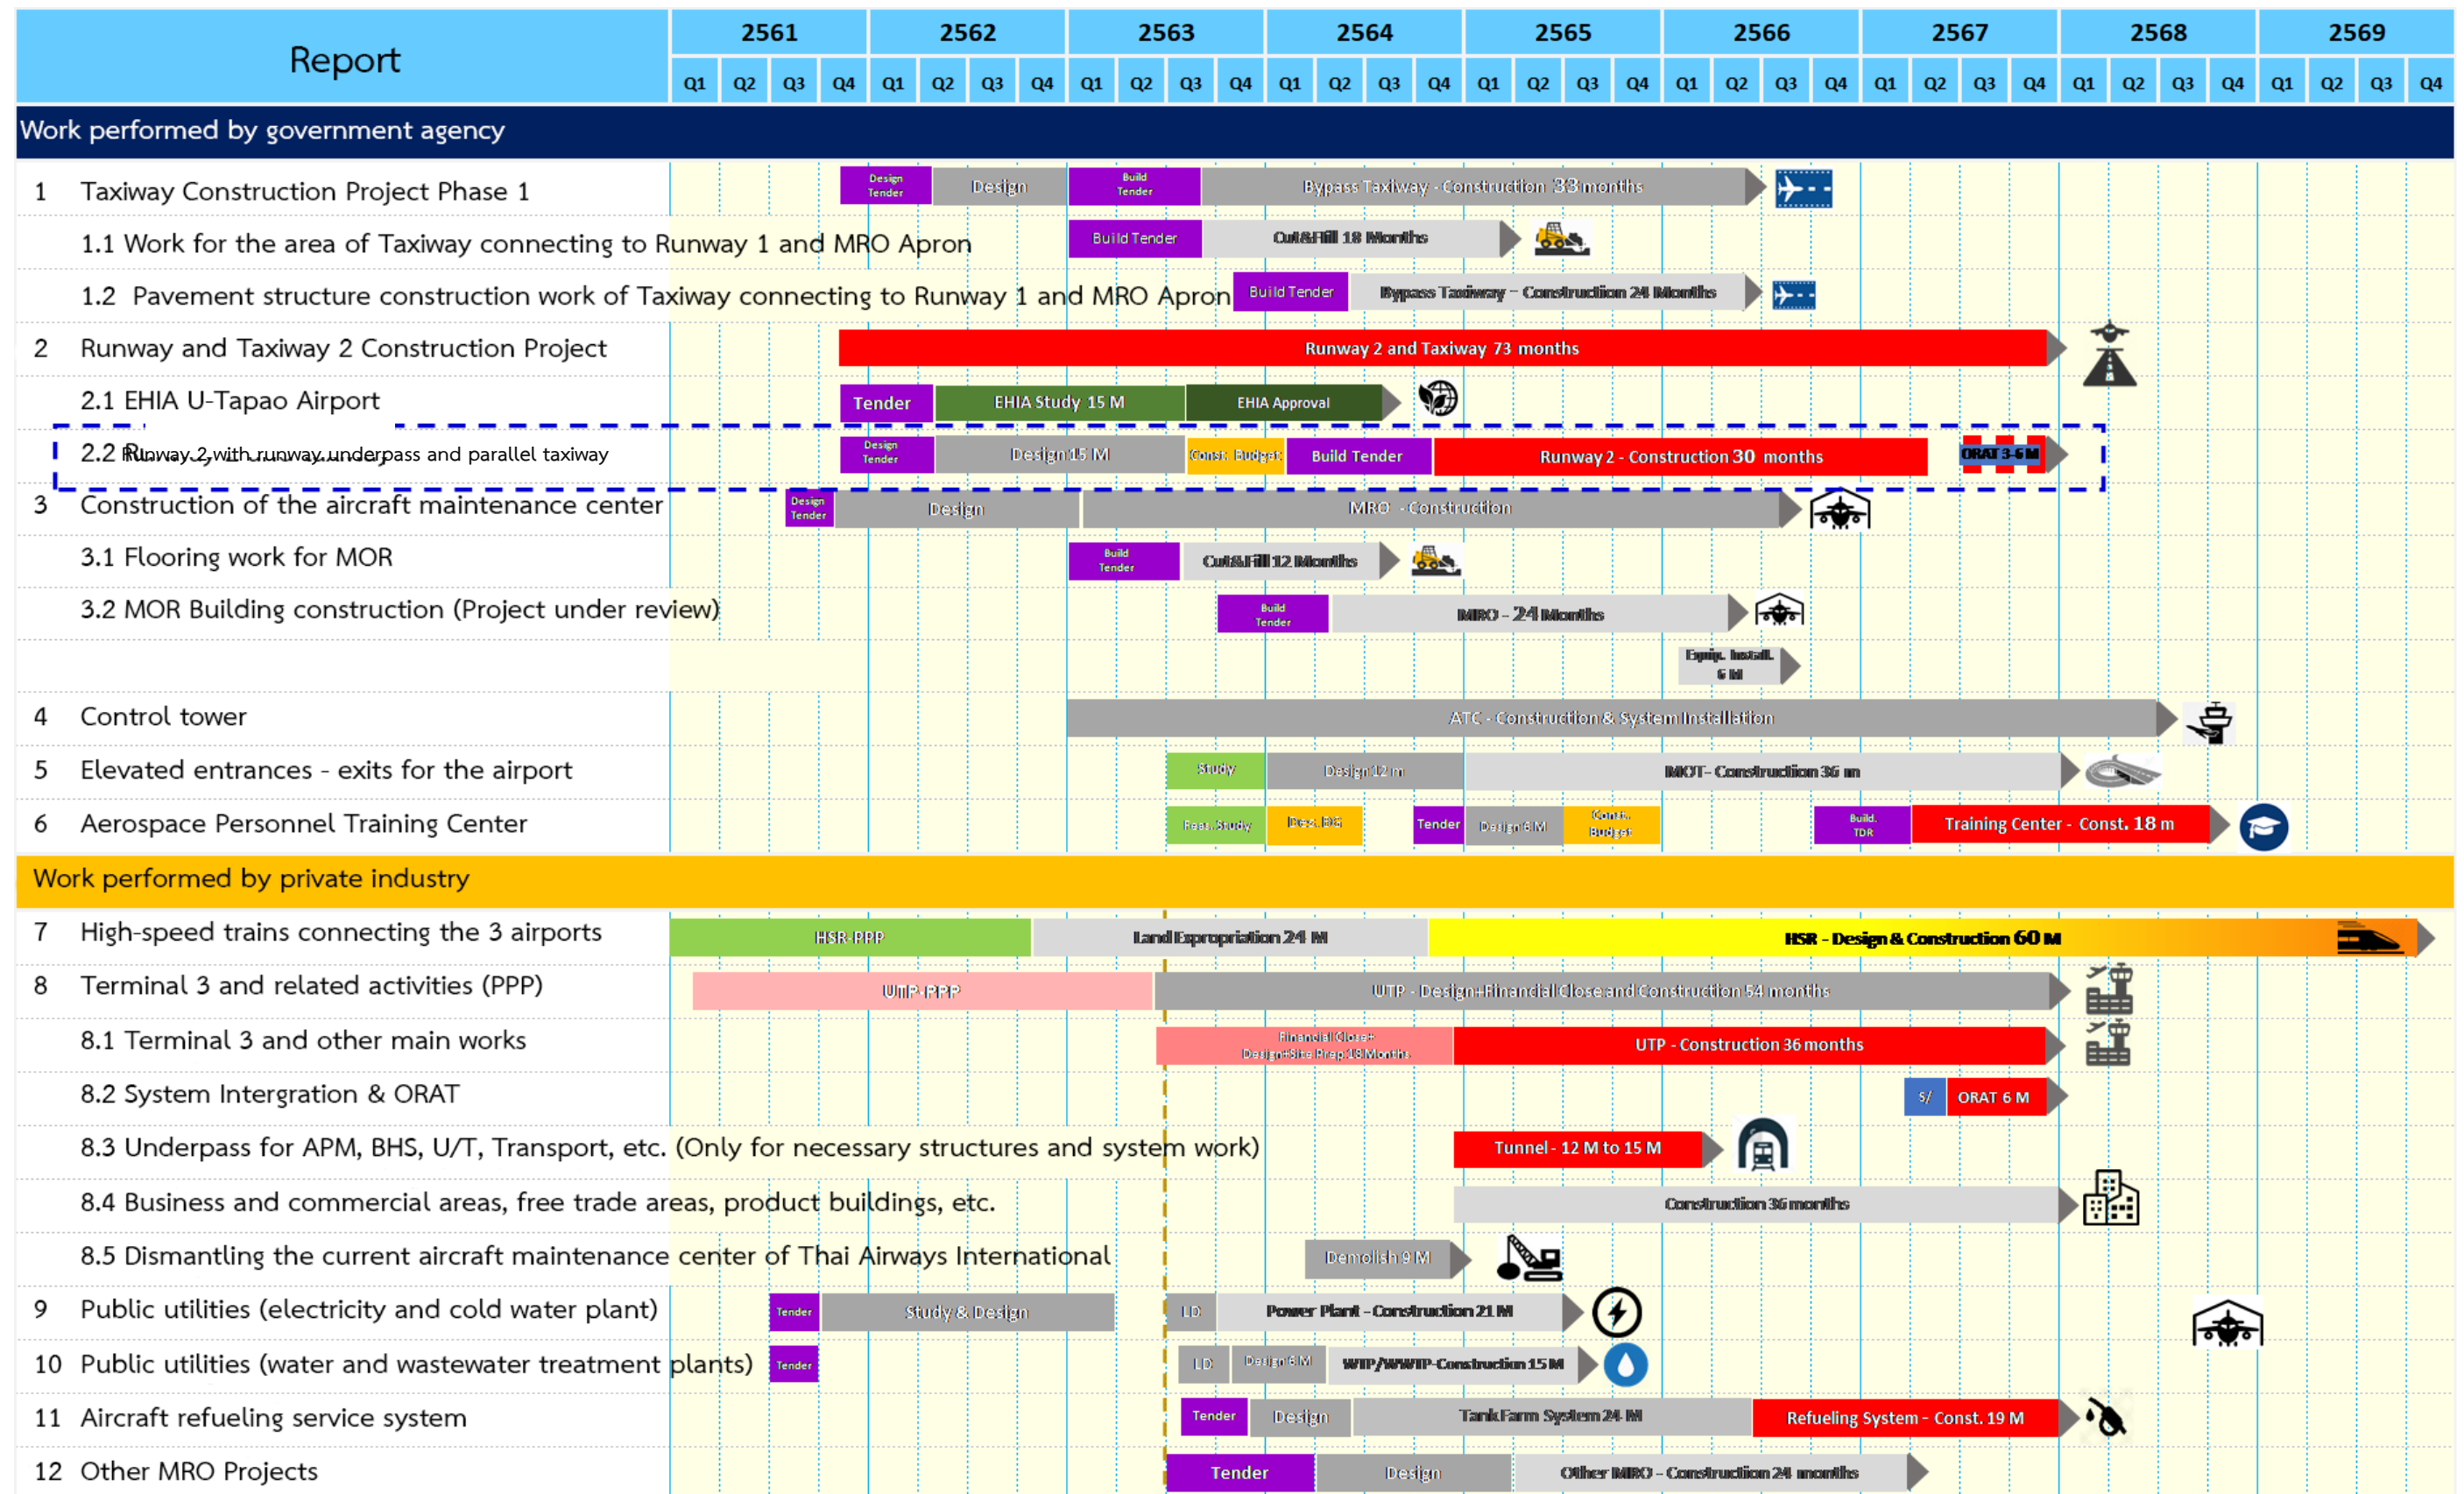 Report 2561 2562 2563 2564 2565 2566 2567 2568 2569
Q1 Q2 Q3 Q4 Q1 Q2 Q3 Q4 Q1 Q2 Q3 Q4 Q1 Q2 Q3 Q4 Q1 Q2 Q3 Q4 Q1 Q2 Q3 Q4 Q1 Q2 Q3 Q4 Q1 Q2 Q3 Q4 Q1 Q2 Q3 Q4
Work performed by government agency
1 Taxiway Construction Project Phase 1 Design Tender Design Build Tender Bypass Taxiway - Construction 33 months
1.1 Work for the area of Taxiway connecting to Runway 1 and MRO Apron Build Tender Cut&Fill 18 Months
1.2 Pavement structure construction work of Taxiway connecting to Runway 1 and MRO Apron Build Tender Bypass Taxiway – Construction 24 Months
2 Runway and Taxiway 2 Construction Project Runway 2 and Taxiway 73 months
2.1 EHIA U-Tapao Airport Tender EHIA Study 15 M EHIA Approval
2.2 Runway 2 with runway underpass and parallel taxiway Design Tender Design 15 M Const. Budget Build Tender Runway 2 - Construction 30 months ORAT 3-6 M
3 Construction of the aircraft maintenance center Design Tender Design MRO - Construction
3.1 Flooring work for MOR Build Tender Cut&Fill 12 Months
3.2 MOR Building construction (Project under review) Build Tender MRO - 24 Months
Equip. Install. 6 M
4 Control tower ATC - Construction & System Installation
5 Elevated entrances - exits for the airport Study Design 12 m MOT- Construction 36 m
6 Aerospace Personnel Training Center Feas. Study Des. BG Tender Design 6 M Const. Budget Build. TDR Training Center - Const. 18 m
Work performed by private industry
7 High-speed trains connecting the 3 airports HSR-PPP Land Expropriation 24 M HSR - Design & Construction 60 M
8 Terminal 3 and related activities (PPP) UTP-PPP UTP - Design+Financial Close and Construction 54 months
8.1 Terminal 3 and other main works Financial Close+ Design+Site Prep 18 Months UTP - Construction 36 months
8.2 System Intergration & ORAT S/ ORAT 6 M
8.3 Underpass for APM, BHS, U/T, Transport, etc. (Only for necessary structures and system work) Tunnel - 12 M to 15 M
8.4 Business and commercial areas, free trade areas, product buildings, etc. Construction 36 months
8.5 Dismantling the current aircraft maintenance center of Thai Airways International Demolish 9 M
9 Public utilities (electricity and cold water plant) Tender Study & Design LD Power Plant - Construction 21 M
10 Public utilities (water and wastewater treatment plants) Tender LD Design 6 M WTP/WWTP-Construction 15 M
11 Aircraft refueling service system Tender Design Tank Farm System 24 M Refueling System - Const. 19 M
12 Other MRO Projects Tender Design Other MRO - Construction 24 months